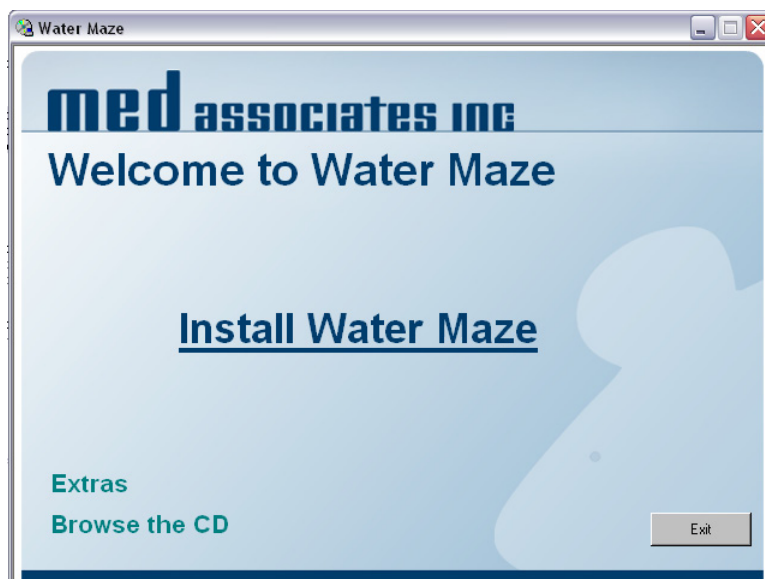 Water Maze
med associates inc
Welcome to Water Maze
Install Water Maze
Extras
Browse the CD
Exit